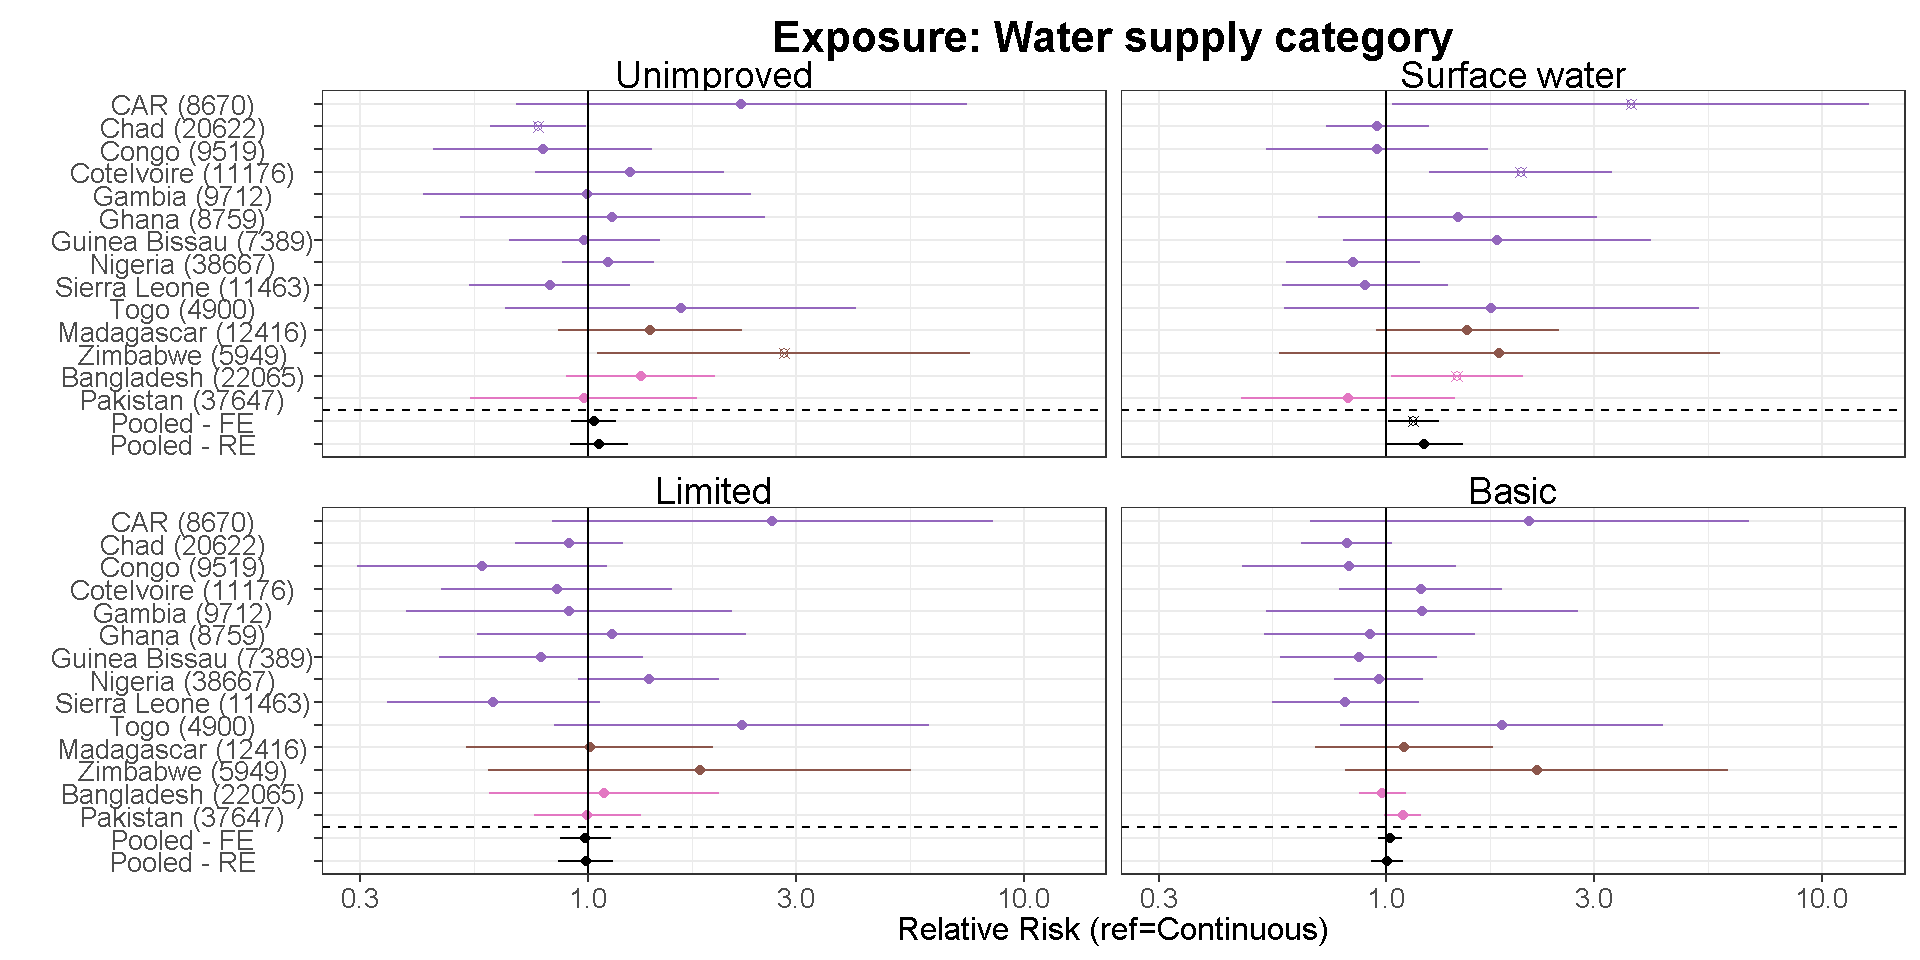 Exposure: Water supply category
Unimproved
Surface water
CAR (8670)
Chad (20622)
Congo (9519)
CoteIvoire (11176)
Gambia (9712)
Ghana (8759)
Guinea Bissau (7389)
Nigeria (38667)
Sierra Leone (11463)
Togo (4900)
Madagascar (12416)
Zimbabwe (5949)
Bangladesh (22065)
Pakistan (37647)
Pooled - FE
Pooled - RE
Limited
Basic
CAR (8670)
Chad (20622)
Congo (9519)
CoteIvoire (11176)
Gambia (9712)
Ghana (8759)
Guinea Bissau (7389)
Nigeria (38667)
Sierra Leone (11463)
Togo (4900)
Madagascar (12416)
Zimbabwe (5949)
Bangladesh (22065)
Pakistan (37647)
Pooled - FE
Pooled - RE
0.3 1.0 3.0 10.0 0.3 1.0 3.0 10.0
Relative Risk (ref=Continuous)